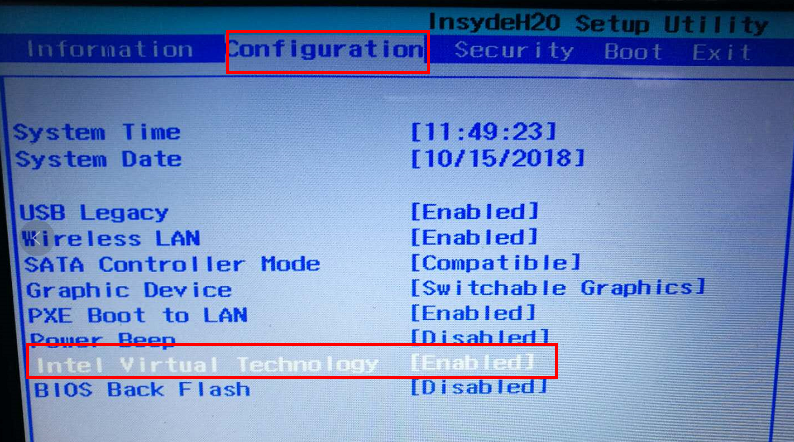 InsydeH20 Setup Utility
Information Configuration Security Boot Exit
System Time [11:49:23]
System Date [10/15/2018]
USB Legacy [Enabled]
Wireless LAN [Enabled]
SATA Controller Mode [Compatible]
Graphic Device [Switchable Graphics]
PXE Boot to LAN [Enabled]
Power Beep [Disabled]
Intel Virtual Technology [Enabled]
BIOS Back Flash [Disabled]